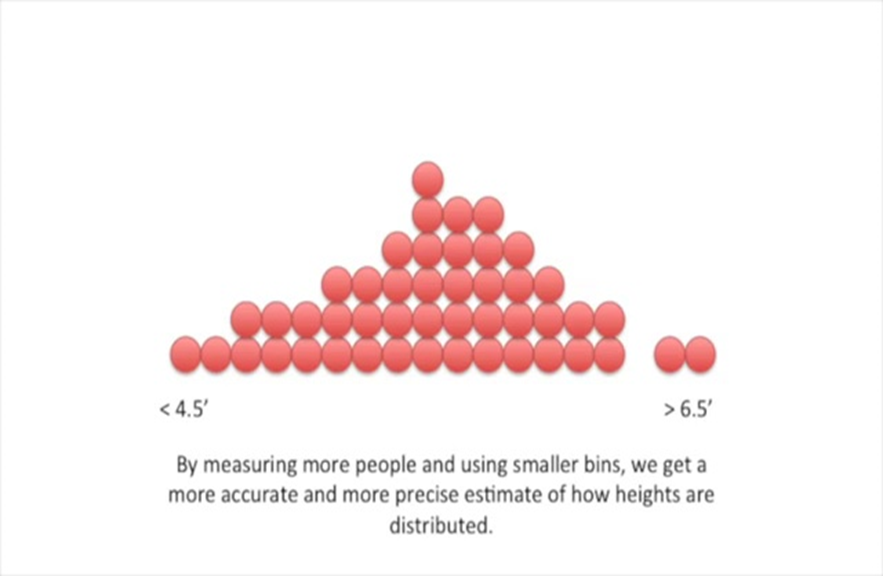 < 4.5′ > 6.5′
By measuring more people and using smaller bins, we get a
more accurate and more precise estimate of how heights are
distributed.